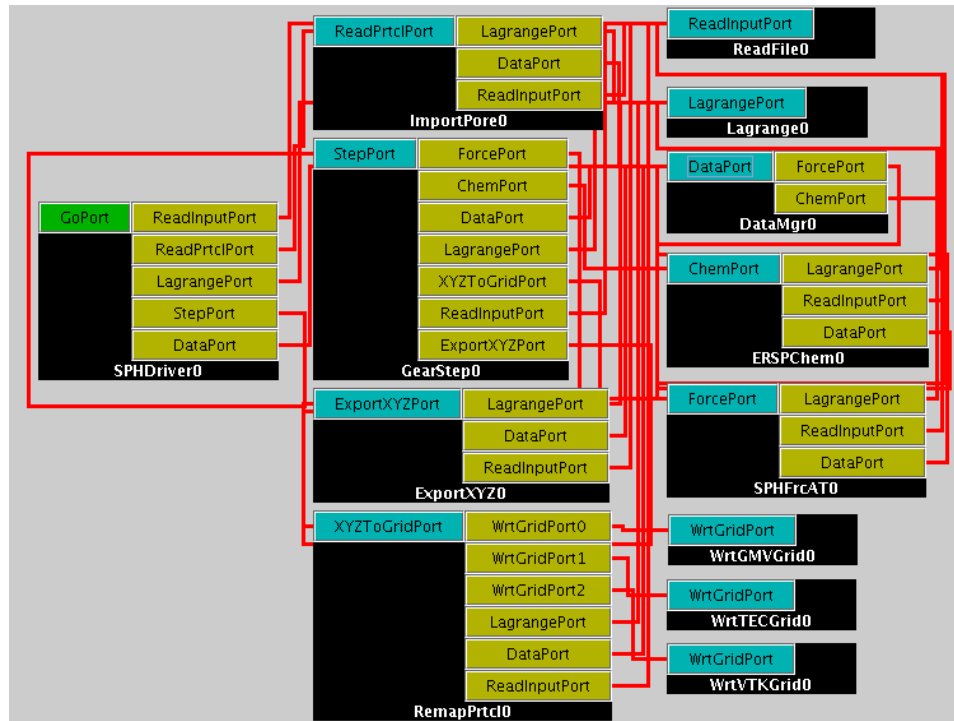 GoPort
ReadInputPort
ReadPrtclPort
LagrangePort
StepPort
DataPort
SPHDriver0
ReadPrtclPort
LagrangePort
DataPort
ReadInputPort
ImportPore0
StepPort
ForcePort
ChemPort
DataPort
LagrangePort
XYZToGridPort
ReadInputPort
ExportXYZPort
GearStep0
ExportXYZPort
LagrangePort
DataPort
ReadInputPort
ExportXYZ0
XYZToGridPort
WrtGridPort0
WrtGridPort1
WrtGridPort2
LagrangePort
DataPort
ReadInputPort
RemapPrtcl0
ReadInputPort
ReadFile0
LagrangePort
Lagrange0
DataPort
ForcePort
ChemPort
DataMgr0
ChemPort
LagrangePort
ReadInputPort
DataPort
ERSPChem0
ForcePort
LagrangePort
ReadInputPort
DataPort
SPHFrcAT0
WrtGridPort
WrtGMVGrid0
WrtGridPort
WrtTECGrid0
WrtGridPort
WrtVTKGrid0